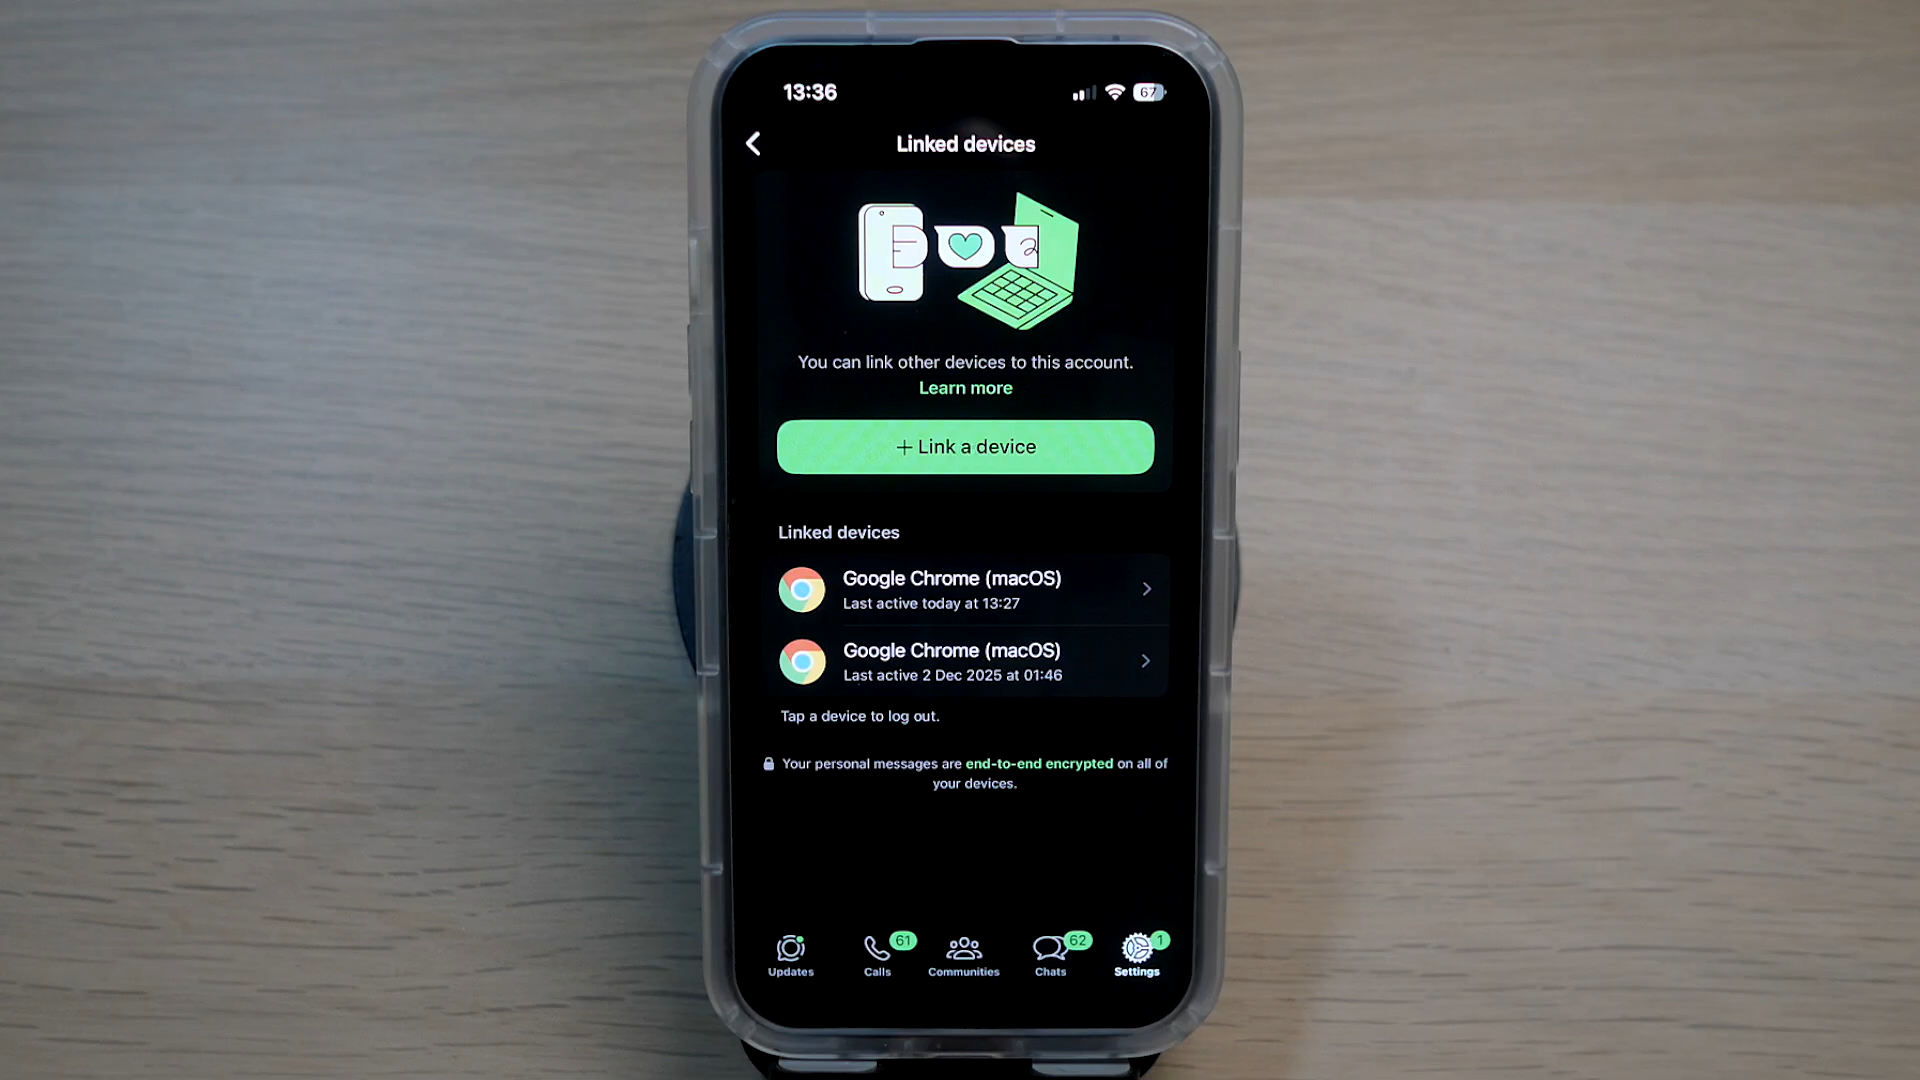 13:36
67
Linked devices
You can link other devices to this account.
Learn more
+ Link a device
Linked devices
Google Chrome (macOS)
Last active today at 13:27
Google Chrome (macOS)
Last active 2 Dec 2025 at 01:46
Tap a device to log out.
Your personal messages are end-to-end encrypted on all of
your devices.
61
62
1
Updates
Calls
Communities
Chats
Settings